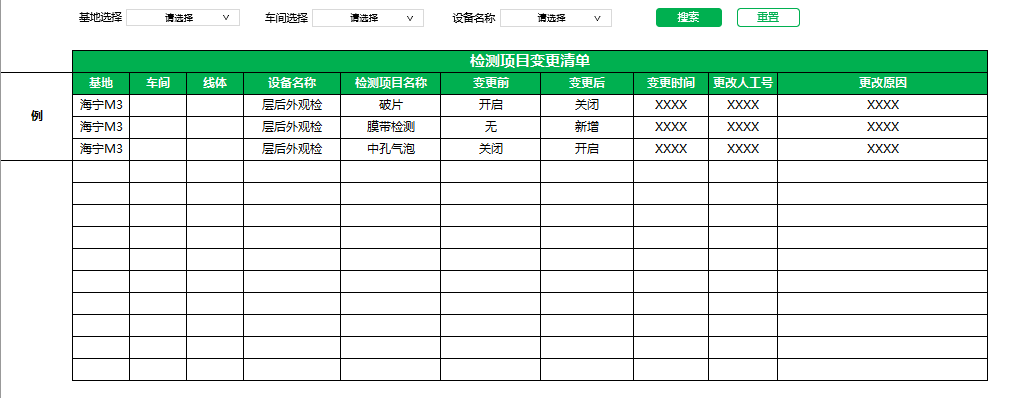 基地选择 请选择 ∨ 车间选择 请选择 ∨ 设备名称 请选择 ∨ 搜索 重置
检测项目变更清单
基地 车间 线体 设备名称 检测项目名称 变更前 变更后 变更时间 更改人工号 更改原因
例
海宁M3 层后外观检 破片 开启 关闭 XXXX XXXX XXXX
海宁M3 层后外观检 膜带检测 无 新增 XXXX XXXX XXXX
海宁M3 层后外观检 中孔气泡 关闭 开启 XXXX XXXX XXXX